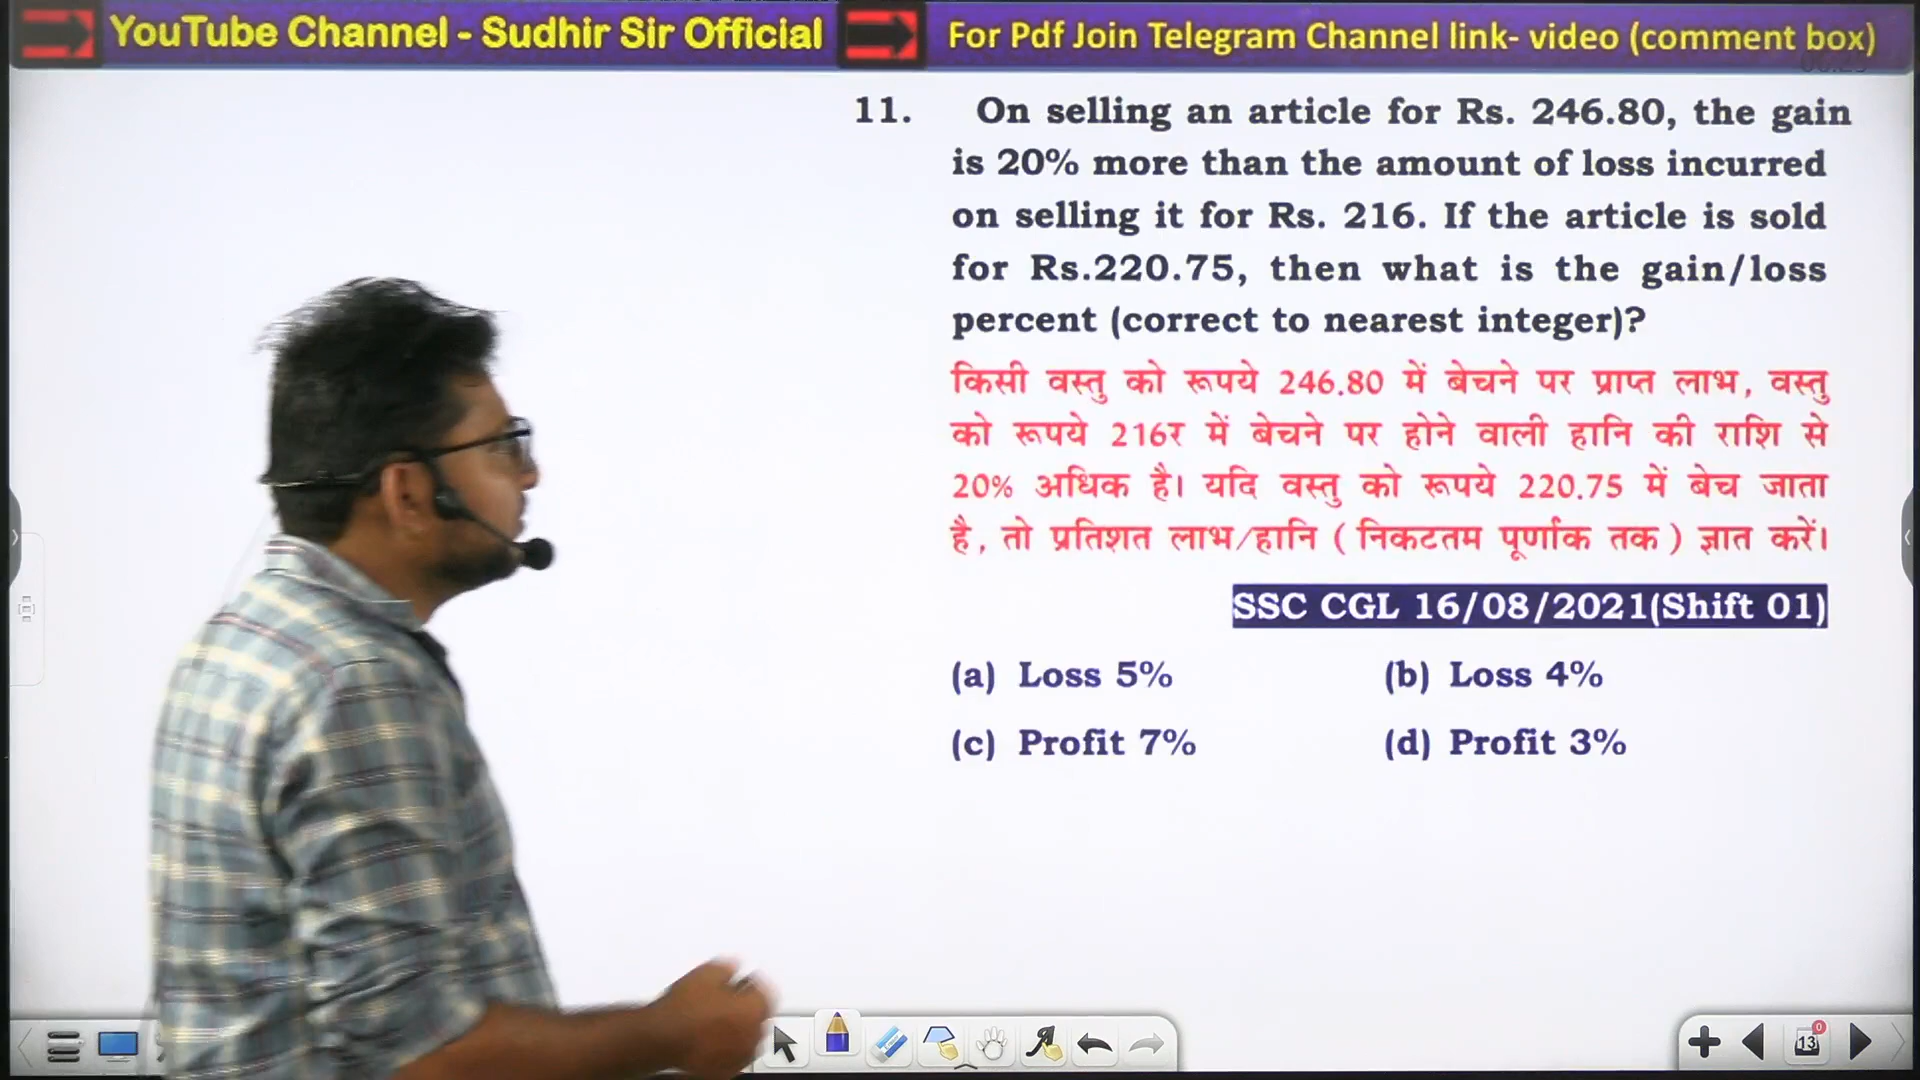 YouTube Channel - Sudhir Sir Official For Pdf Join Telegram Channel link- video (comment box)
11. On selling an article for Rs. 246.80, the gain
is 20% more than the amount of loss incurred
on selling it for Rs. 216. If the article is sold
for Rs.220.75, then what is the gain/loss
percent (correct to nearest integer)?
किसी वस्तु को रूपये 246.80 में बेचने पर प्राप्त लाभ, वस्तु
को रूपये 216र में बेचने पर होने वाली हानि की राशि से
20% अधिक है। यदि वस्तु को रूपये 220.75 में बेच जाता
है, तो प्रतिशत लाभ/हानि (निकटतम पूर्णांक तक) ज्ञात करें।
SSC CGL 16/08/2021(Shift 01)
(a) Loss 5% (b) Loss 4%
(c) Profit 7% (d) Profit 3%
13 0